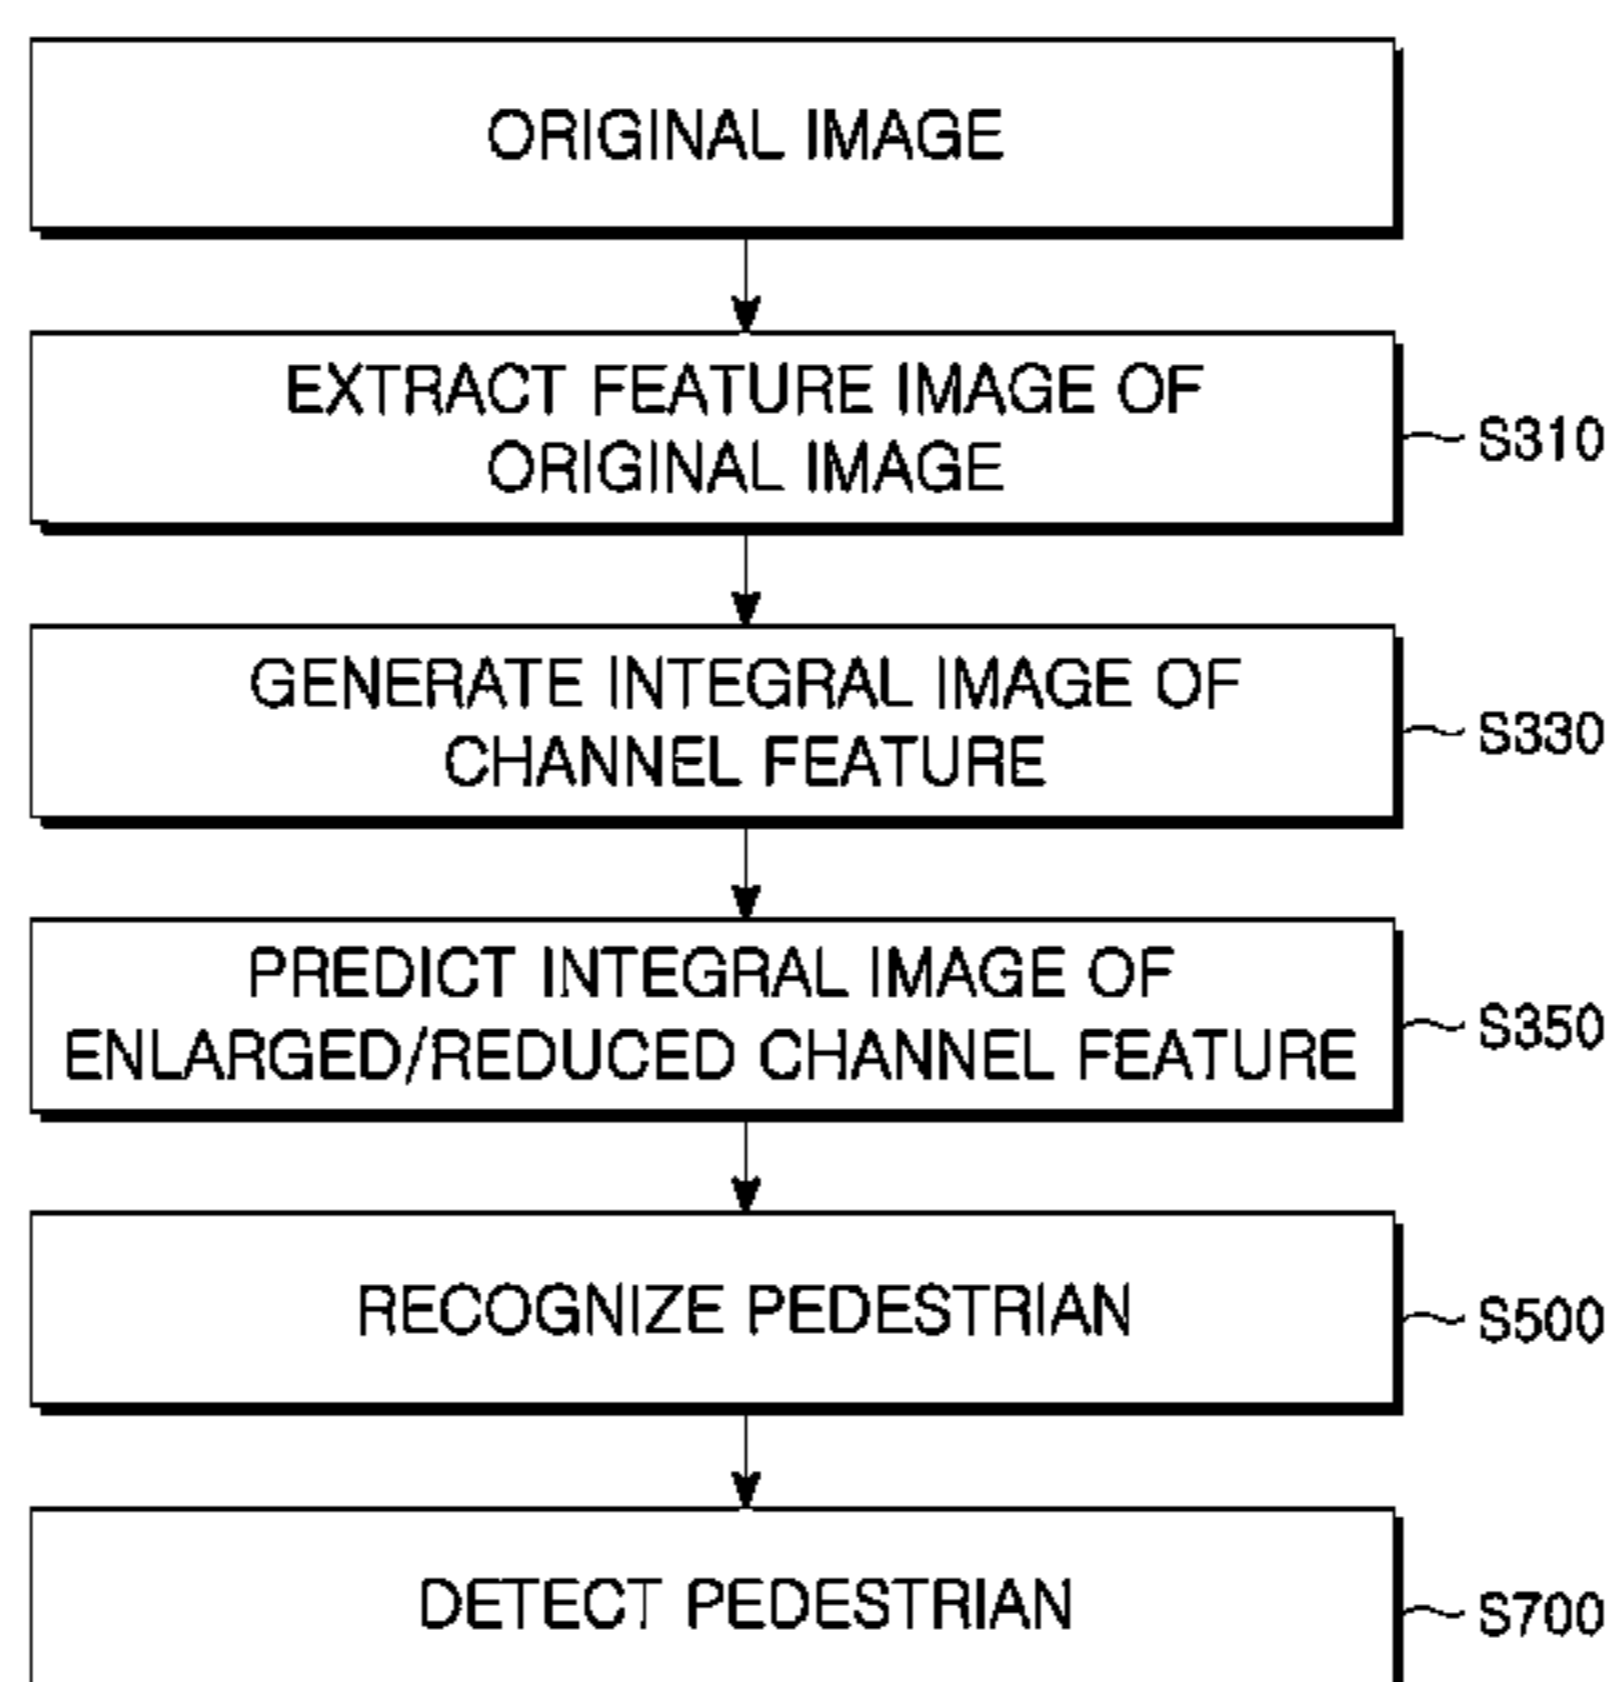 ORIGINAL IMAGE
EXTRACT FEATURE IMAGE OF
ORIGINAL IMAGE
S310
GENERATE INTEGRAL IMAGE OF
CHANNEL FEATURE
S330
PREDICT INTEGRAL IMAGE OF
ENLARGED/REDUCED CHANNEL FEATURE
S350
RECOGNIZE PEDESTRIAN
S500
DETECT PEDESTRIAN
S700